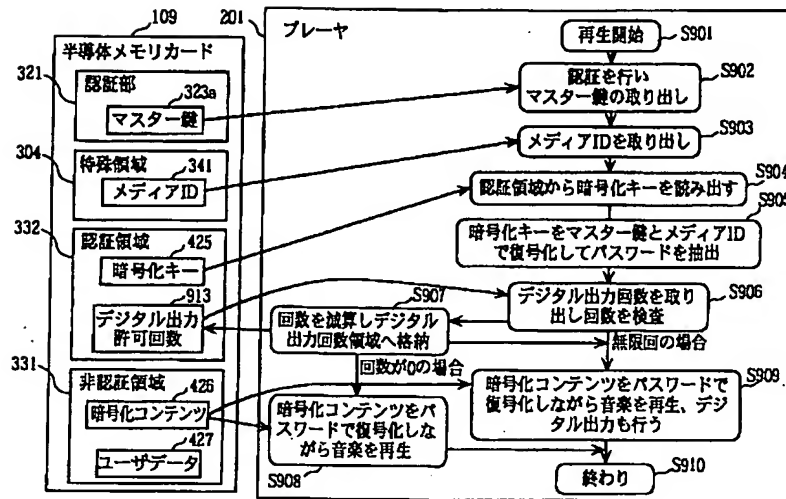 109
201
半導体メモリカード
321
認証部
323a
マスター鍵
304
特殊領域
341
メディアID
332
認証領域
425
暗号化キー
913
デジタル出力
許可回数
331
非認証領域
426
暗号化コンテンツ
427
ユーザデータ
プレーヤ
再生開始
S901
認証を行い
マスター鍵の取り出し
S902
メディアIDを取り出し
S903
認証領域から暗号化キーを読み出す
S904
S905
暗号化キーをマスター鍵とメディアID
で復号化してパスワードを抽出
デジタル出力回数を取り
出し回数を検査
S906
S907
回数を減算しデジタル
出力回数領域へ格納
無限回の場合
回数が0の場合
暗号化コンテンツをパ
スワードで復号化しな
がら音楽を再生
S908
暗号化コンテンツをパスワードで
復号化しながら音楽を再生、デジ
タル出力も行う
S909
終わり
S910